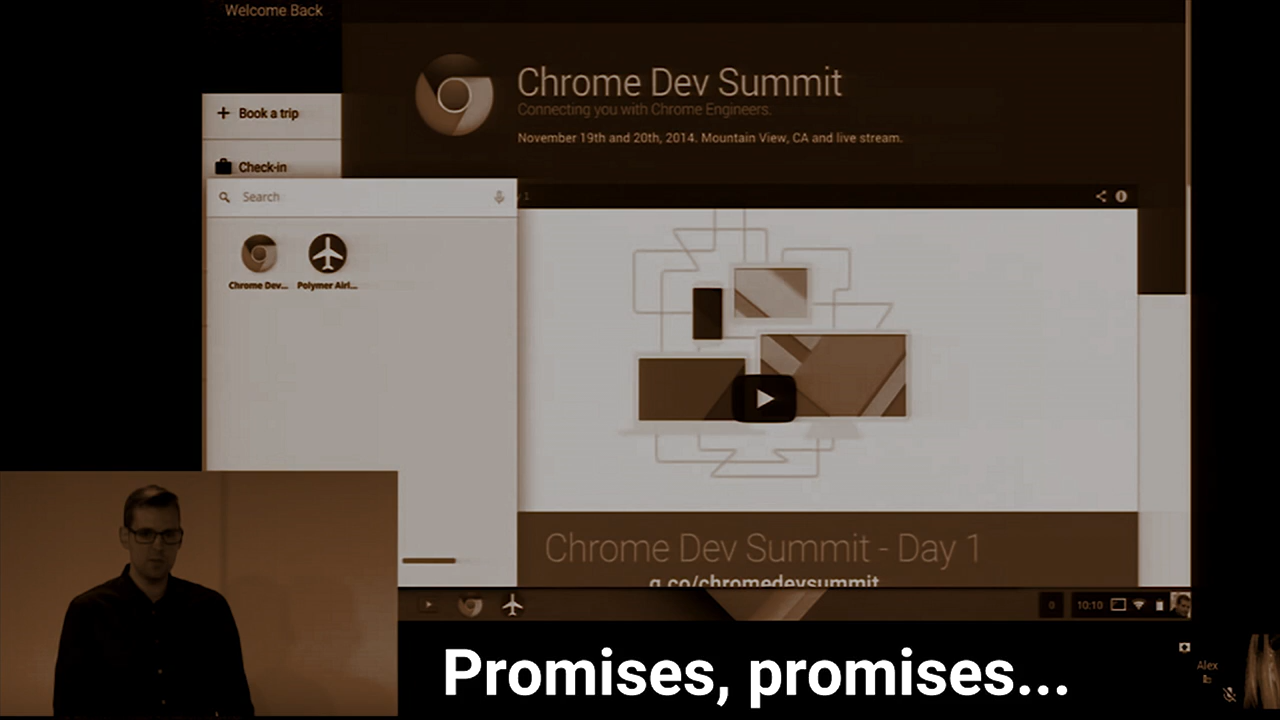 Welcome Back
Chrome Dev Summit
Connecting you with Chrome Engineers.
November 19th and 20th, 2014. Mountain View, CA and live stream.
Book a trip
Check-in
Search
Chrome Dev...
Polymer Airl...
Chrome Dev Summit - Day 1
g.co/chromedevsummit
0
10:10
Promises, promises...
Alex